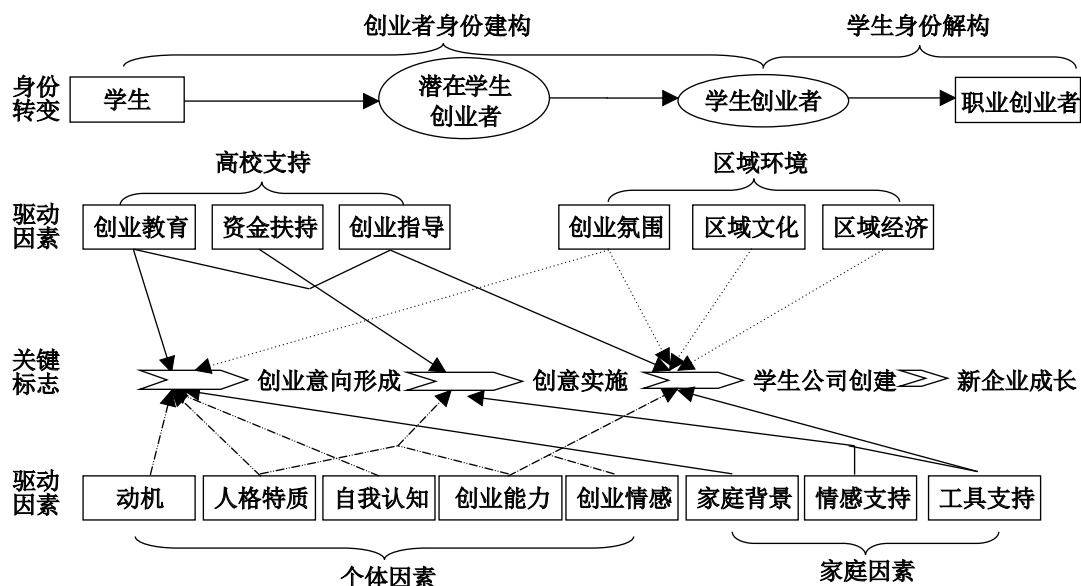 创业者身份建构
学生身份解构
身份
转变
学生
潜在学生
创业者
学生创业者
职业创业者
高校支持
区域环境
驱动
因素
创业教育
资金扶持
创业指导
创业氛围
区域文化
区域经济
关键
标志
创业意向形成
创意实施
学生公司创建
新企业成长
驱动
因素
动机
人格特质
自我认知
创业能力
创业情感
家庭背景
情感支持
工具支持
个体因素
家庭因素